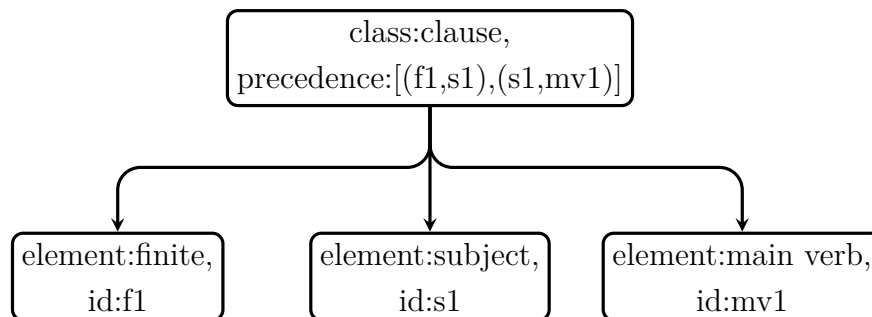 class:clause,
precedence:[(f1,s1),(s1,mv1)]
element:finite,
id:f1
element:subject,
id:s1
element:main verb,
id:mv1